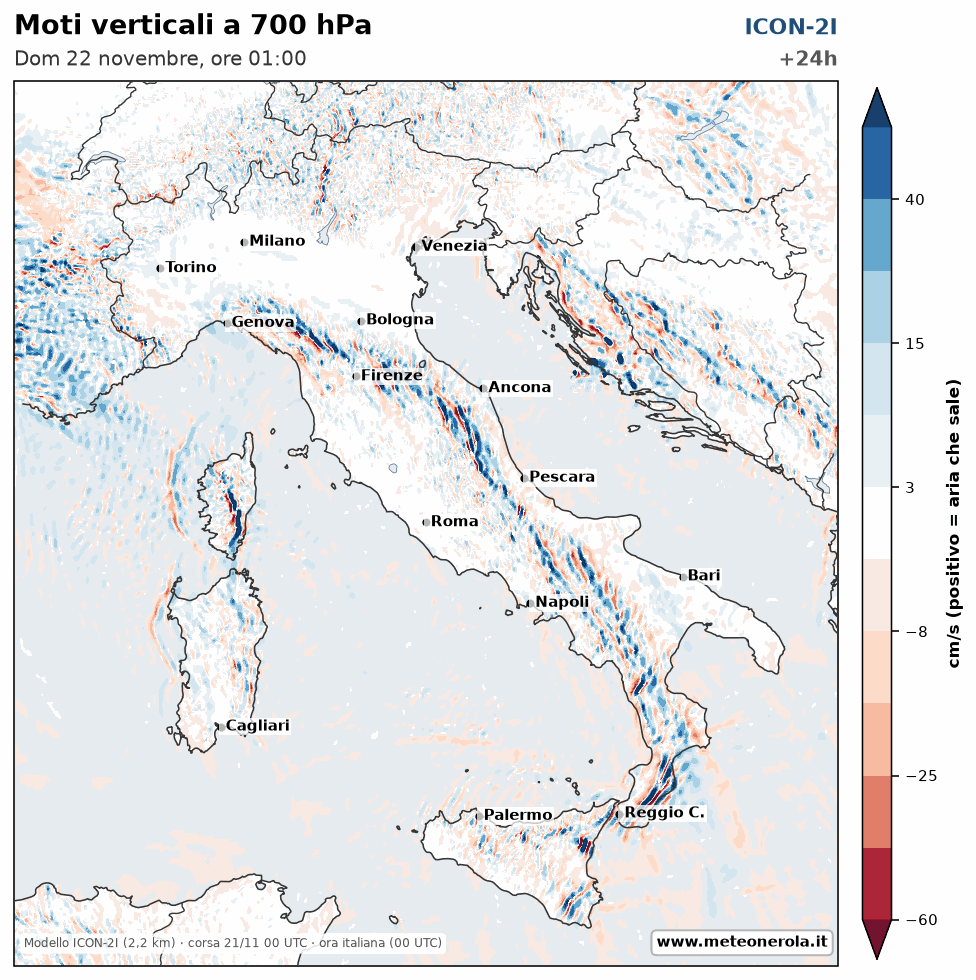 Moti verticali a 700 hPa
ICON-2I
Dom 22 novembre, ore 01:00
+24h
Milano
Venezia
Torino
Genova
Bologna
Firenze
Ancona
Pescara
Roma
Bari
Napoli
Cagliari
Palermo
Reggio C.
40
15
3
−8
−25
−60
cm/s (positivo = aria che sale)
Modello ICON-2I (2,2 km) · corsa 21/11 00 UTC · ora italiana (00 UTC)
www.meteonerola.it